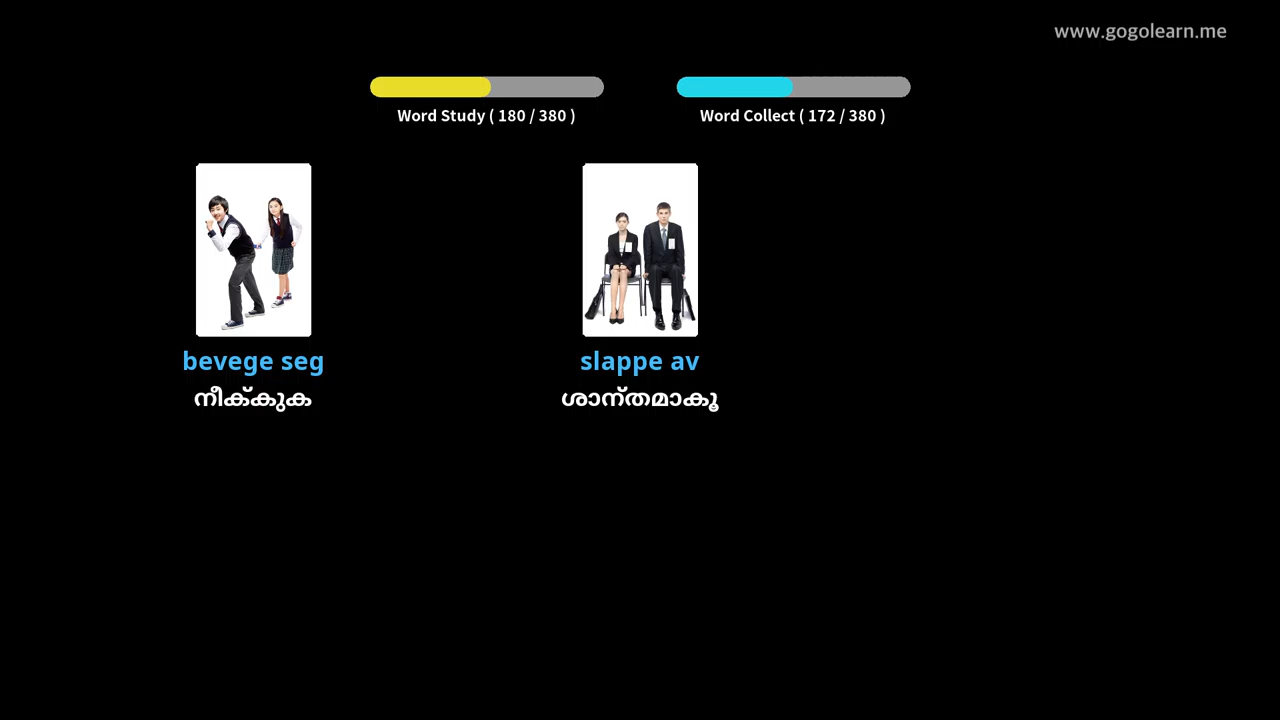 www.gogolearn.me
Word Study ( 180 / 380 )
Word Collect ( 172 / 380 )
bevege seg
slappe av
നീക്കുക
ശാന്തമാകൂ